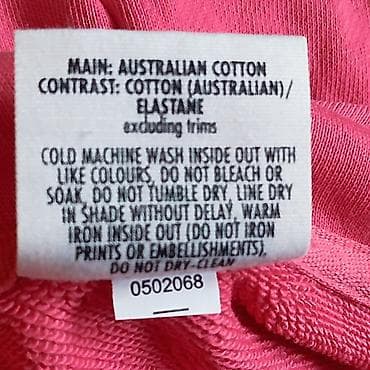 MAIN: AUSTRALIAN COTTON
CONTRAST: COTTON (AUSTRALIAN)/
ELASTANE
excluding trims
COLD MACHINE WASH INSIDE OUT WITH
LIKE COLOURS, DO NOT BLEACH OR
SOAK, DO NOT TUMBLE DRY, LINE DRY
IN SHADE WITHOUT DELAY, WARM
IRON INSIDE OUT (DO NOT IRON
PRINTS OR EMBELLISHMENTS),
DO NOT DRY-CLEAN
0502068